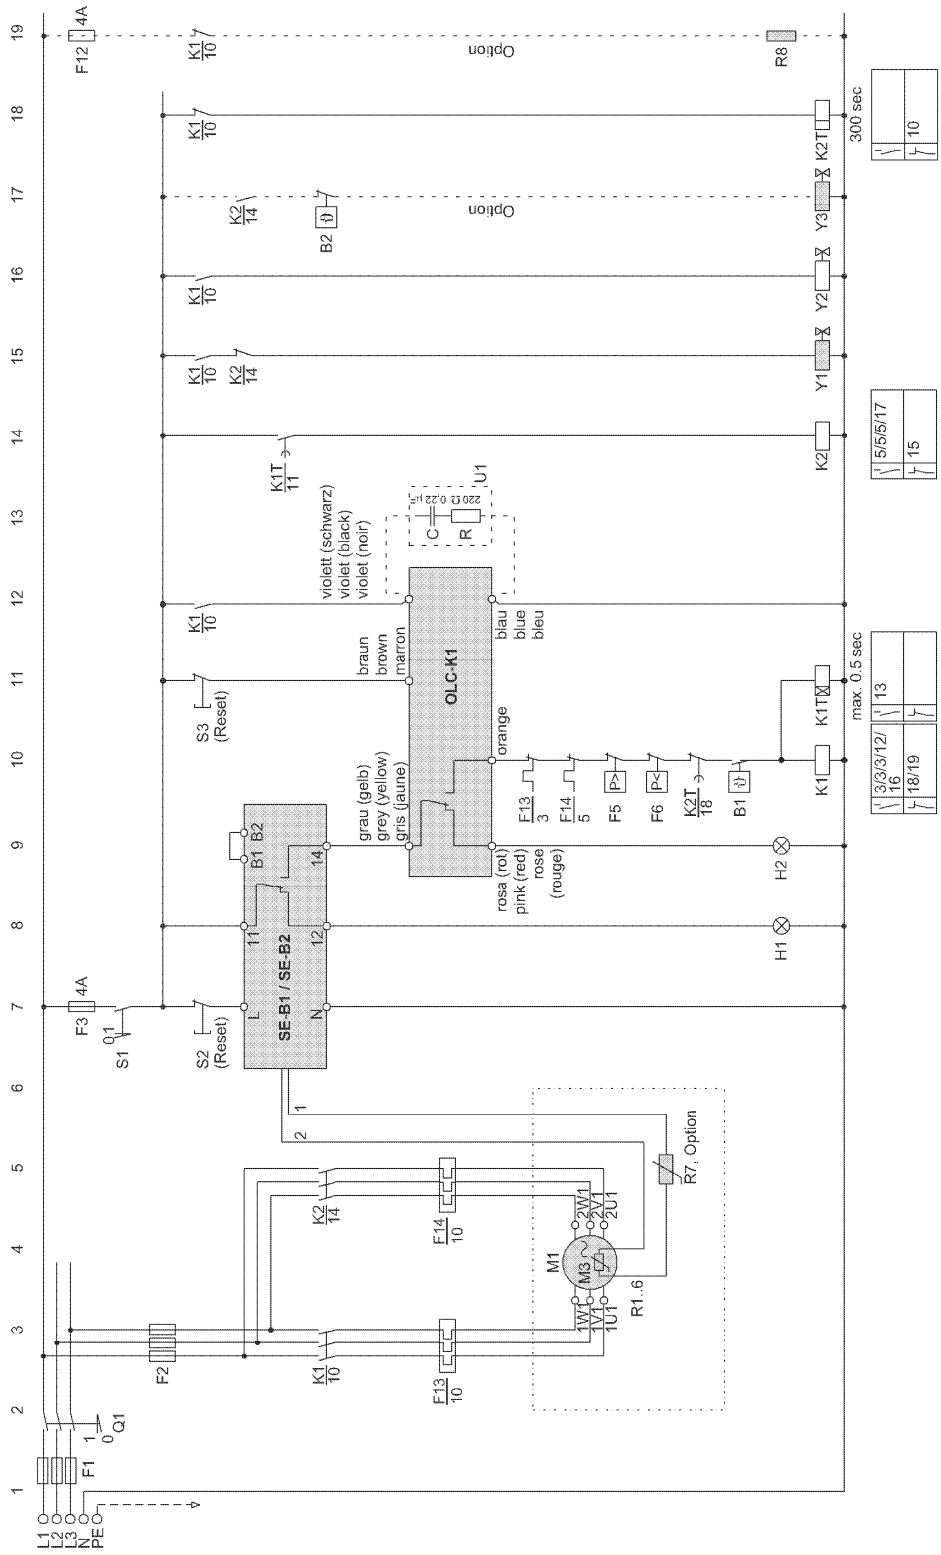 1
2
3
4
5
6
7
8
9
10
11
12
13
14
15
16
17
18
19
L1
L2
L3
N
PE
F1
1
0
Q1
F2
K1
10
F13
10
K2
14
F14
10
1W1
1V1
1U1
M1
M3
2W1
2V1
2U1
R1..6
R7, Option
2
1
F3
4A
S1
0
1
S2
(Reset)
L
N
SE-B1 / SE-B2
11
12
14
B1
B2
H1
H2
grau (gelb)
grey (yellow)
gris (jaune)
rosa (rot)
pink (red)
rose
(rouge)
OLC-K1
orange
F13
3
F14
5
F5
P>
F6
P<
K2T
18
B1
ϑ
K1
K1T
max. 0.5 sec
3/3/3/12/
16
18/19
13
S3
(Reset)
braun
brown
marron
K1
10
violett (schwarz)
violet (black)
violet (noir)
blau
blue
bleu
C
R
0,22 µF
220 Ω
U1
K1T
11
K2
5/5/5/17
15
K1
10
K2
14
Y1
K1
10
Y2
K2
14
B2
ϑ
Option
Y3
K1
10
K2T
300 sec
10
F12
4A
K1
10
Option
R8